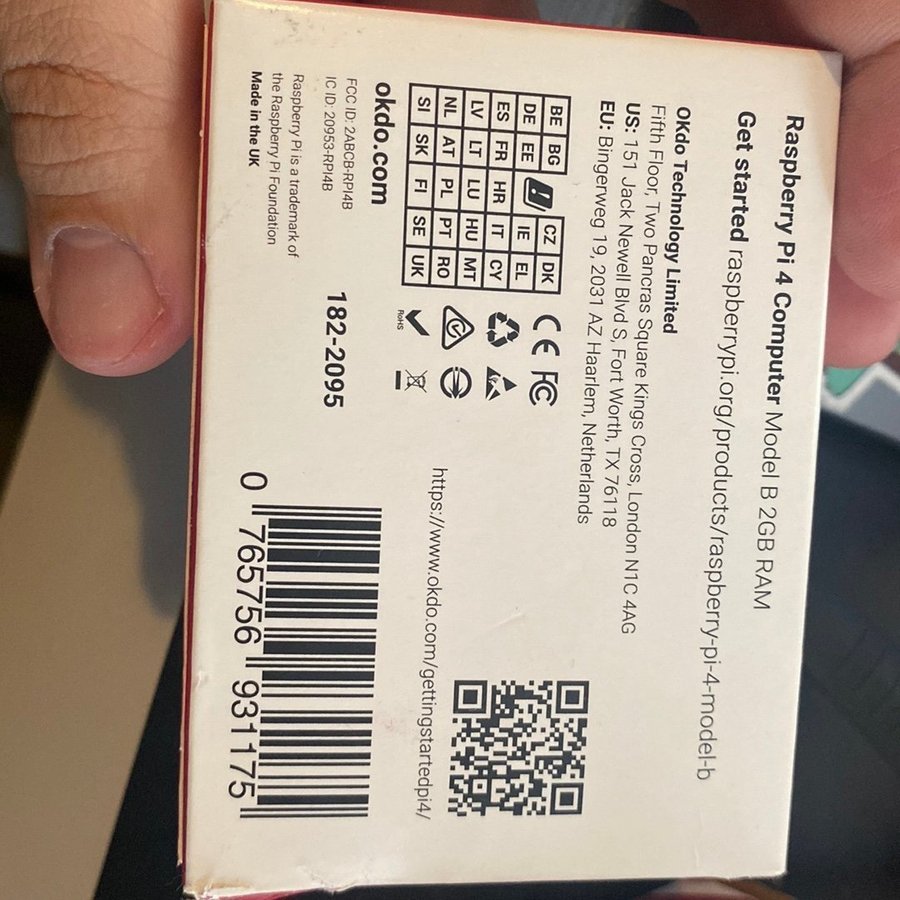 Raspberry Pi 4 Computer Model B 2GB RAM
Get started raspberrypi.org/products/raspberry-pi-4-model-b
OKdo Technology Limited
Fifth Floor, Two Pancras Square Kings Cross, London N1C 4AG
US: 151 Jack Newell Blvd S, Fort Worth, TX 76118
EU: Bingerweg 19, 2031 AZ Haarlem, Netherlands
BE BG CZ DK
DE EE IE EL
ES FR HR IT CY
LV LT LU HU MT
NL AT PL PT RO
SI SK FI SE UK
CE FC
RoHS
okdo.com
https://www.okdo.com/gettingstartedpi4/
FCC ID: 2ABCB-RPI4B
IC ID: 20953-RPI4B
182-2095
Raspberry Pi is a trademark of
the Raspberry Pi Foundation
Made in the UK
0 765756 931175